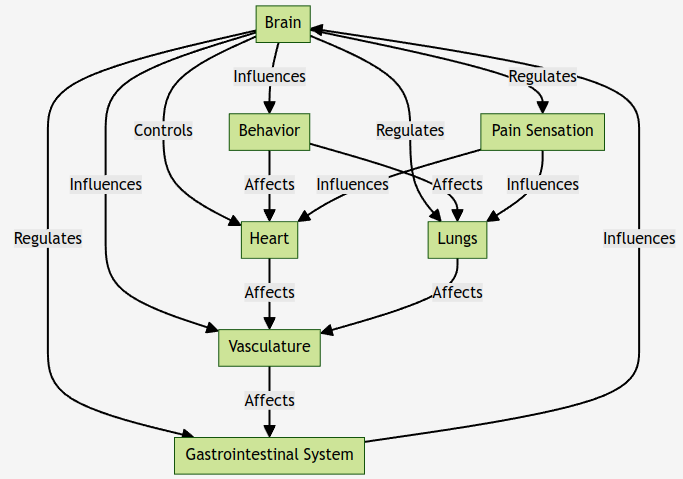 Brain
Influences
Regulates
Controls
Behavior
Regulates
Pain Sensation
Influences
Affects
Influences
Affects
Influences
Regulates
Heart
Lungs
Influences
Affects
Affects
Vasculature
Affects
Gastrointestinal System